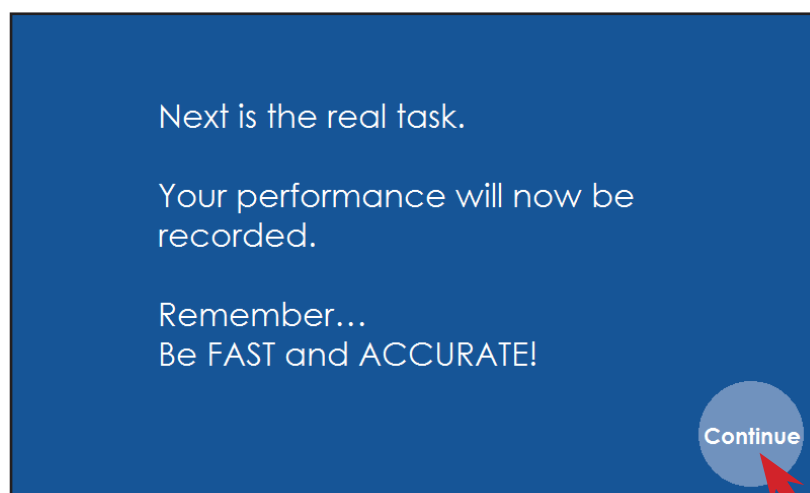 Next is the real task.
Your performance will now be
recorded.
Remember…
Be FAST and ACCURATE!
Continue